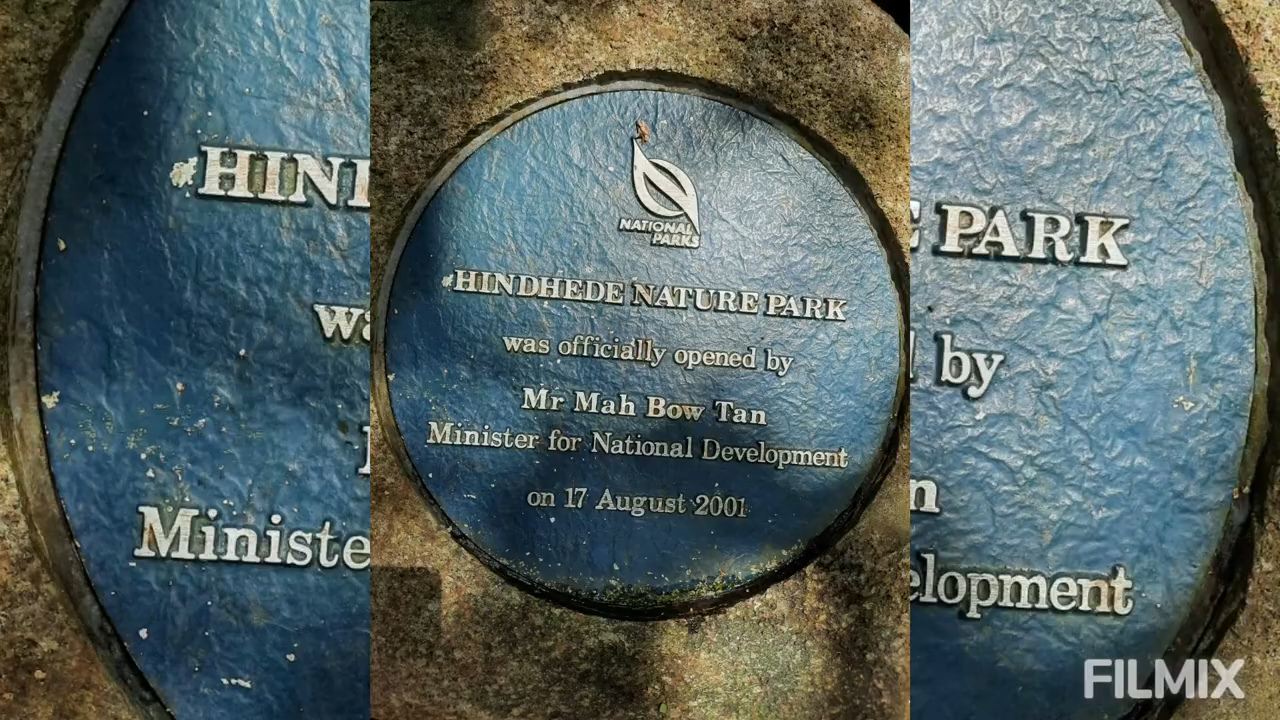 NATIONAL
PARKS
HINDHEDE NATURE PARK
was officially opened by
Mr Mah Bow Tan
Minister for National Development
on 17 August 2001
HIND
wa
Ministe
E PARK
d by
n
elopment
FILMIX